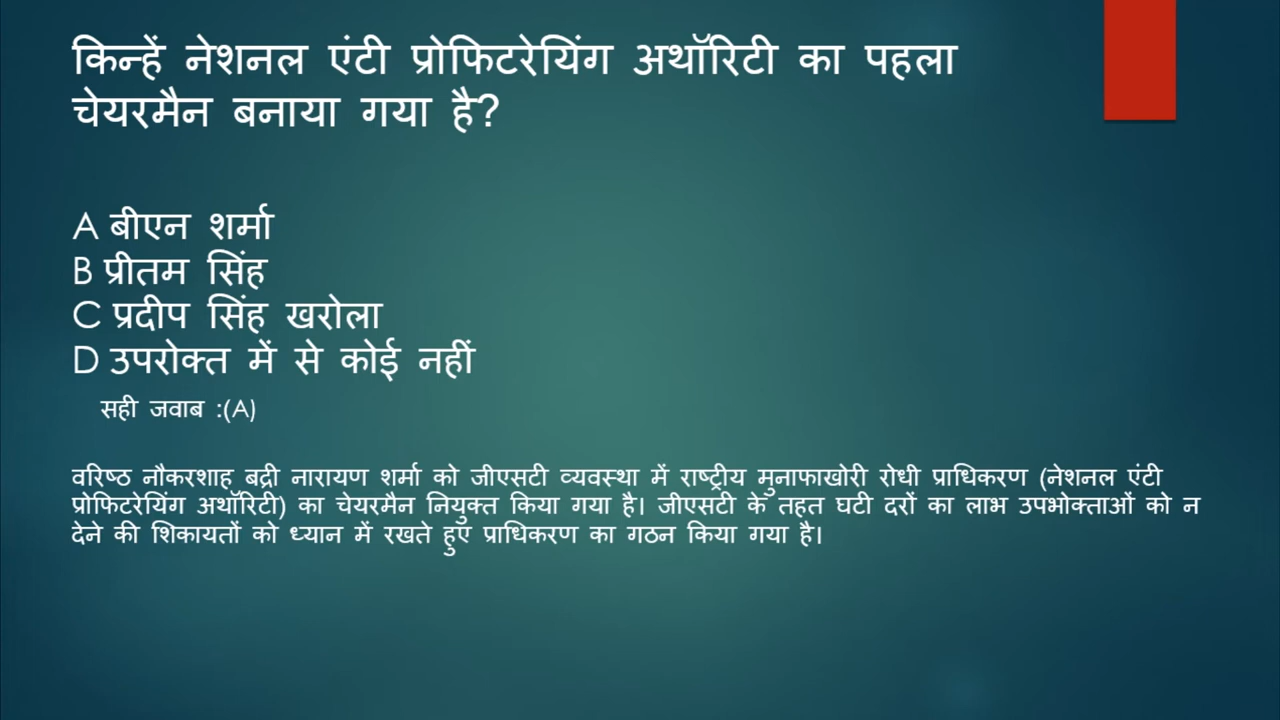 किन्हें नेशनल एंटी प्रोफिटरेयिंग अथॉरिटी का पहला
चेयरमैन बनाया गया है?
A बीएन शर्मा
B प्रीतम सिंह
C प्रदीप सिंह खरोला
D उपरोक्त में से कोई नहीं
सही जवाब :(A)
वरिष्ठ नौकरशाह बद्री नारायण शर्मा को जीएसटी व्यवस्था में राष्ट्रीय मुनाफाखोरी रोधी प्राधिकरण (नेशनल एंटी
प्रोफिटरेयिंग अथॉरिटी) का चेयरमैन नियुक्त किया गया है। जीएसटी के तहत घटी दरों का लाभ उपभोक्ताओं को न
देने की शिकायतों को ध्यान में रखते हुए प्राधिकरण का गठन किया गया है।